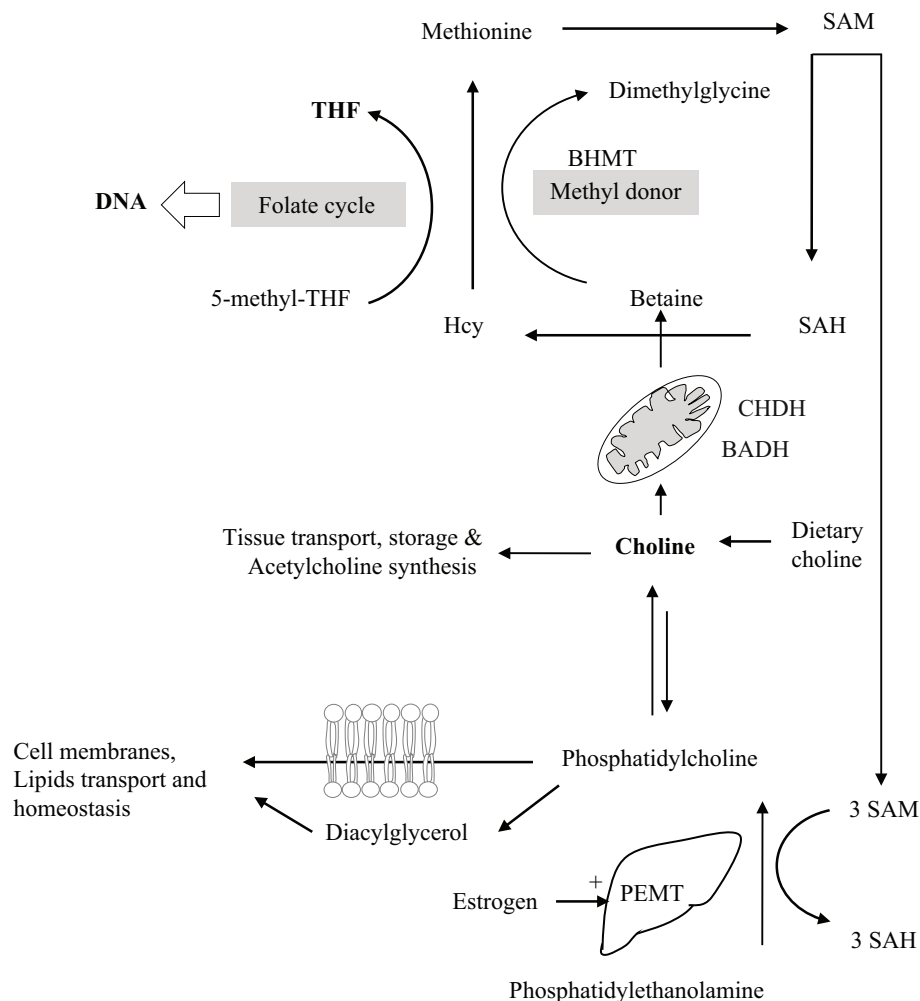 SAM
Methionine
Dimethylglycine
THF
BHMT
Methyl donor
DNA
Folate cycle
5-methyl-THF
Betaine
Hcy
SAH
CHDH
BADH
Tissue transport, storage &
Acetylcholine synthesis
Choline
Dietary
choline
Cell membranes,
Lipids transport and
homeostasis
Phosphatidylcholine
3 SAM
Diacylglycerol
+
Estrogen
PEMT
3 SAH
Phosphatidylethanolamine